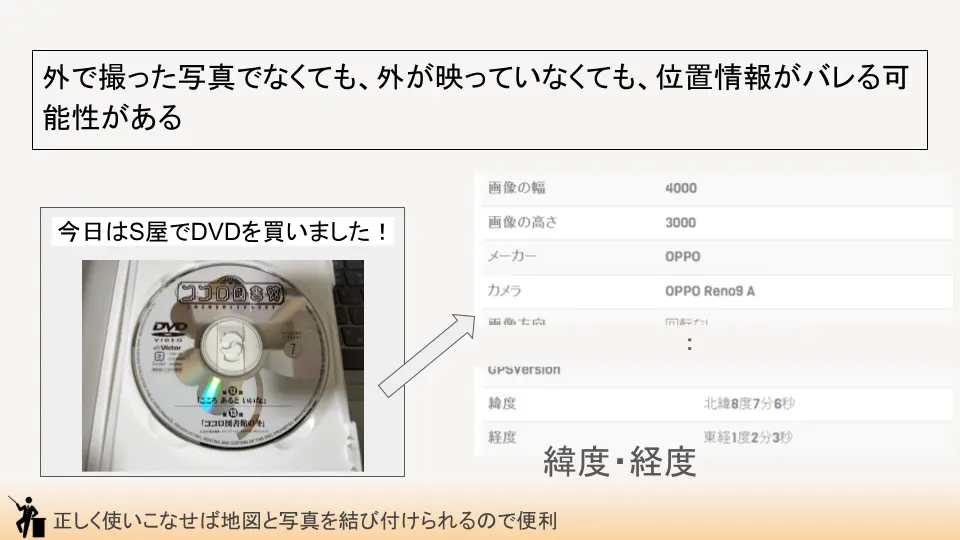 外で撮った写真でなくても、外が映っていなくても、位置情報がバレる可
能性がある
今日はS屋でDVDを買いました！
ココロ図書館
DVD
VIDEO
Victor
7
第12話
「こころ あると いいな」
第13話
「ココロ図書館の冬」
画像の幅 4000
画像の高さ 3000
メーカー OPPO
カメラ OPPO Reno9 A
画像方向 回転なし
：
GPSVersion
緯度 北緯8度7分6秒
経度 東経1度2分3秒
緯度・経度
正しく使いこなせば地図と写真を結び付けられるので便利